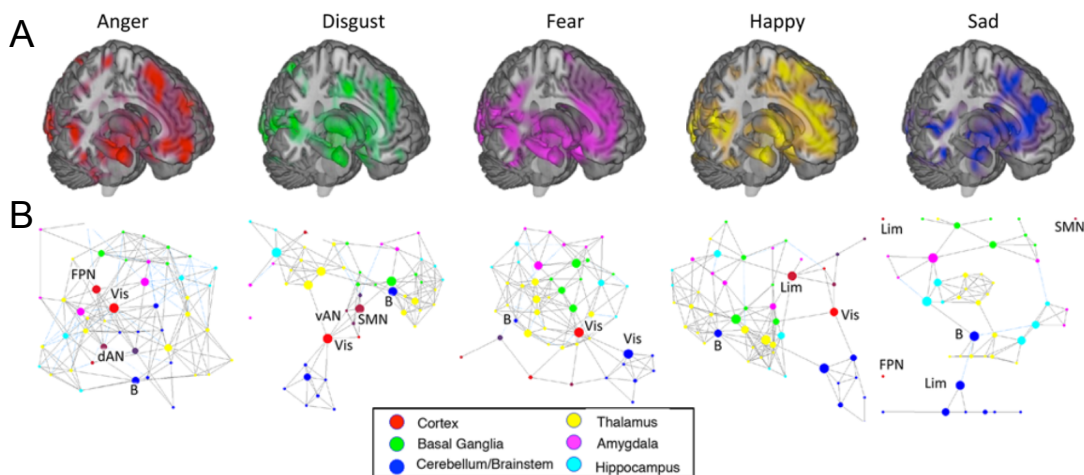 Anger Disgust Fear Happy Sad
A
B
Lim SMN
FPN
Vis
Lim
B
vAN SMN
Vis
B
Vis
Vis
B
Vis
B
dAN
B
FPN
Lim
Cortex Thalamus
Basal Ganglia Amygdala
Cerebellum/Brainstem Hippocampus